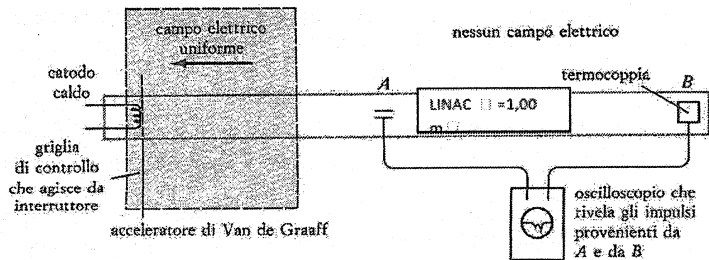 campo elettrico
uniforme
nessun campo elettrico
catodo
caldo
A
LINAC □ =1,00
m □
termocoppia
B
griglia
di controllo
che agisce da
interruttore
acceleratore di Van de Graaff
oscilloscopio che
rivela gli impulsi
provenienti da
A e da B